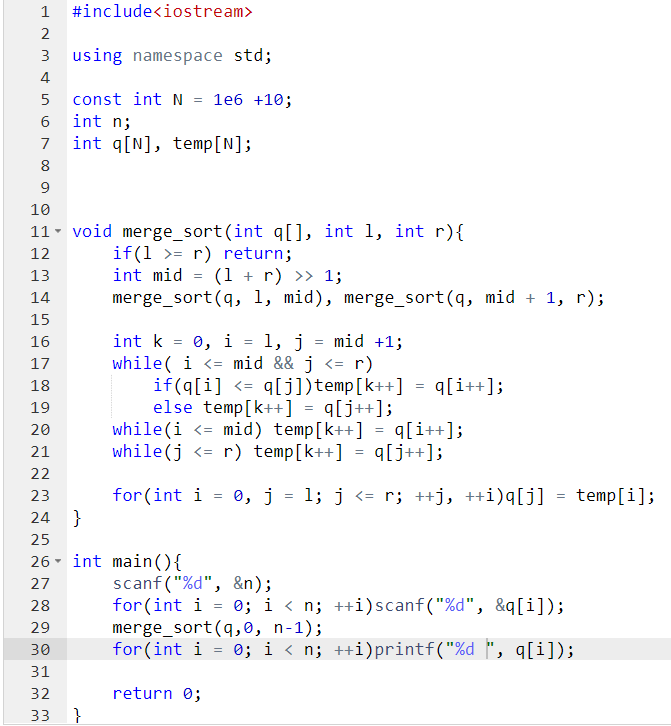 1 #include<iostream>
2
3 using namespace std;
4
5 const int N = 1e6 +10;
6 int n;
7 int q[N], temp[N];
8
9
10
11 void merge_sort(int q[], int l, int r){
12     if(l >= r) return;
13     int mid = (l + r) >> 1;
14     merge_sort(q, l, mid), merge_sort(q, mid + 1, r);
15
16     int k = 0, i = l, j = mid +1;
17     while( i <= mid && j <= r)
18         if(q[i] <= q[j])temp[k++] = q[i++];
19         else temp[k++] = q[j++];
20     while(i <= mid) temp[k++] = q[i++];
21     while(j <= r) temp[k++] = q[j++];
22
23     for(int i = 0, j = l; j <= r; ++j, ++i)q[j] = temp[i];
24 }
25
26 int main(){
27     scanf("%d", &n);
28     for(int i = 0; i < n; ++i)scanf("%d", &q[i]);
29     merge_sort(q,0, n-1);
30     for(int i = 0; i < n; ++i)printf("%d ", q[i]);
31
32     return 0;
33 }